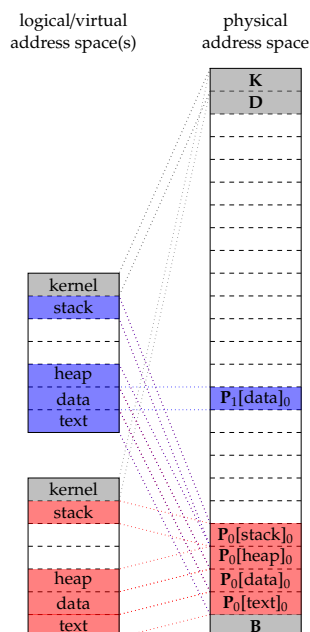 logical/virtual
address space(s)
physical
address space
K
D
kernel
stack
heap
data
text
P₁[data]₀
kernel
stack
heap
data
text
P₀[stack]₀
P₀[heap]₀
P₀[data]₀
P₀[text]₀
B